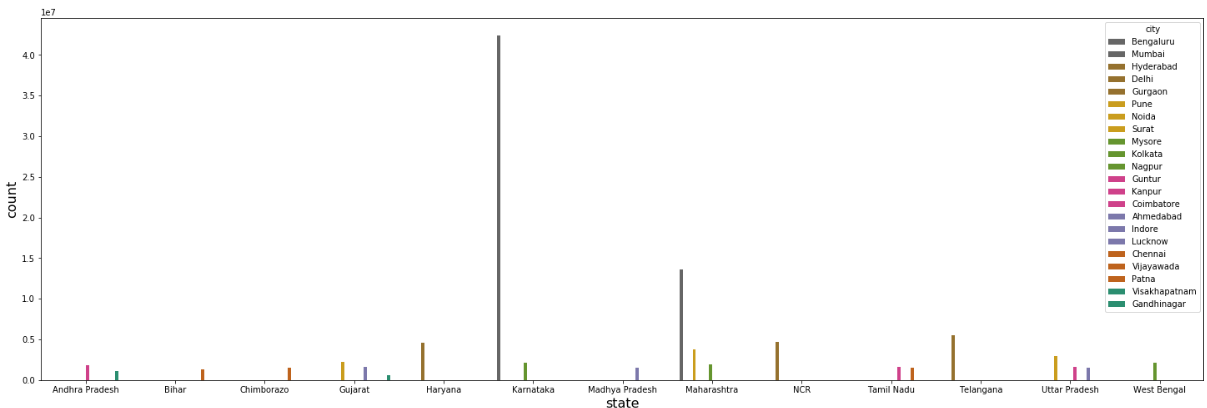 1e7
4.0
3.5
3.0
2.5
2.0
1.5
1.0
0.5
0.0
count
Andhra Pradesh Bihar Chimborazo Gujarat Haryana Karnataka Madhya Pradesh Maharashtra NCR Tamil Nadu Telangana Uttar Pradesh West Bengal
state
city
Bengaluru
Mumbai
Hyderabad
Delhi
Gurgaon
Pune
Noida
Surat
Mysore
Kolkata
Nagpur
Guntur
Kanpur
Coimbatore
Ahmedabad
Indore
Lucknow
Chennai
Vijayawada
Patna
Visakhapatnam
Gandhinagar